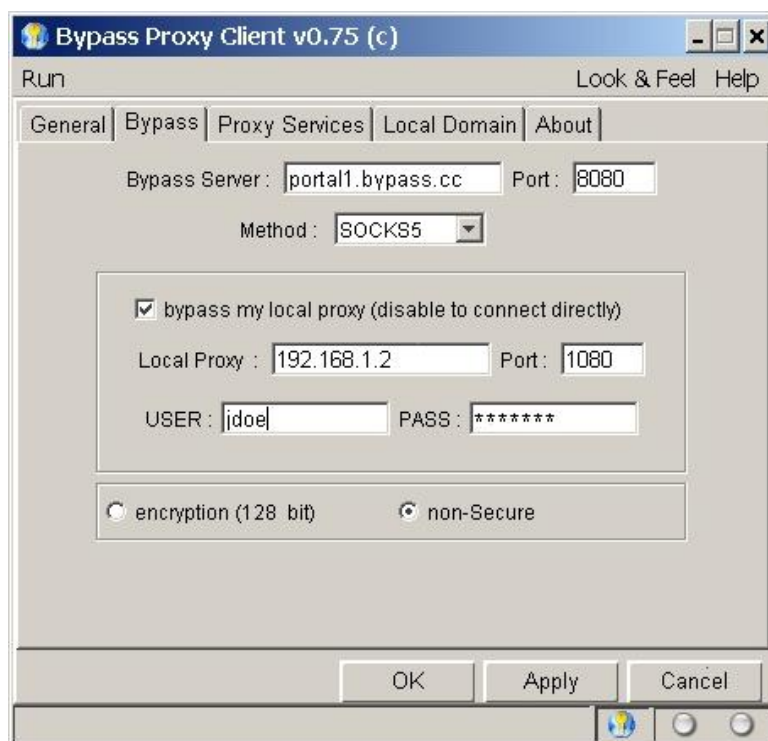 Bypass Proxy Client v0.75 (c)
Run Look & Feel Help
General Bypass Proxy Services Local Domain About
Bypass Server : portal1.bypass.cc Port : 8080
Method : SOCKS5
bypass my local proxy (disable to connect directly)
Local Proxy : 192.168.1.2 Port : 1080
USER : jdoe PASS : *******
encryption (128 bit) non-Secure
OK Apply Cancel